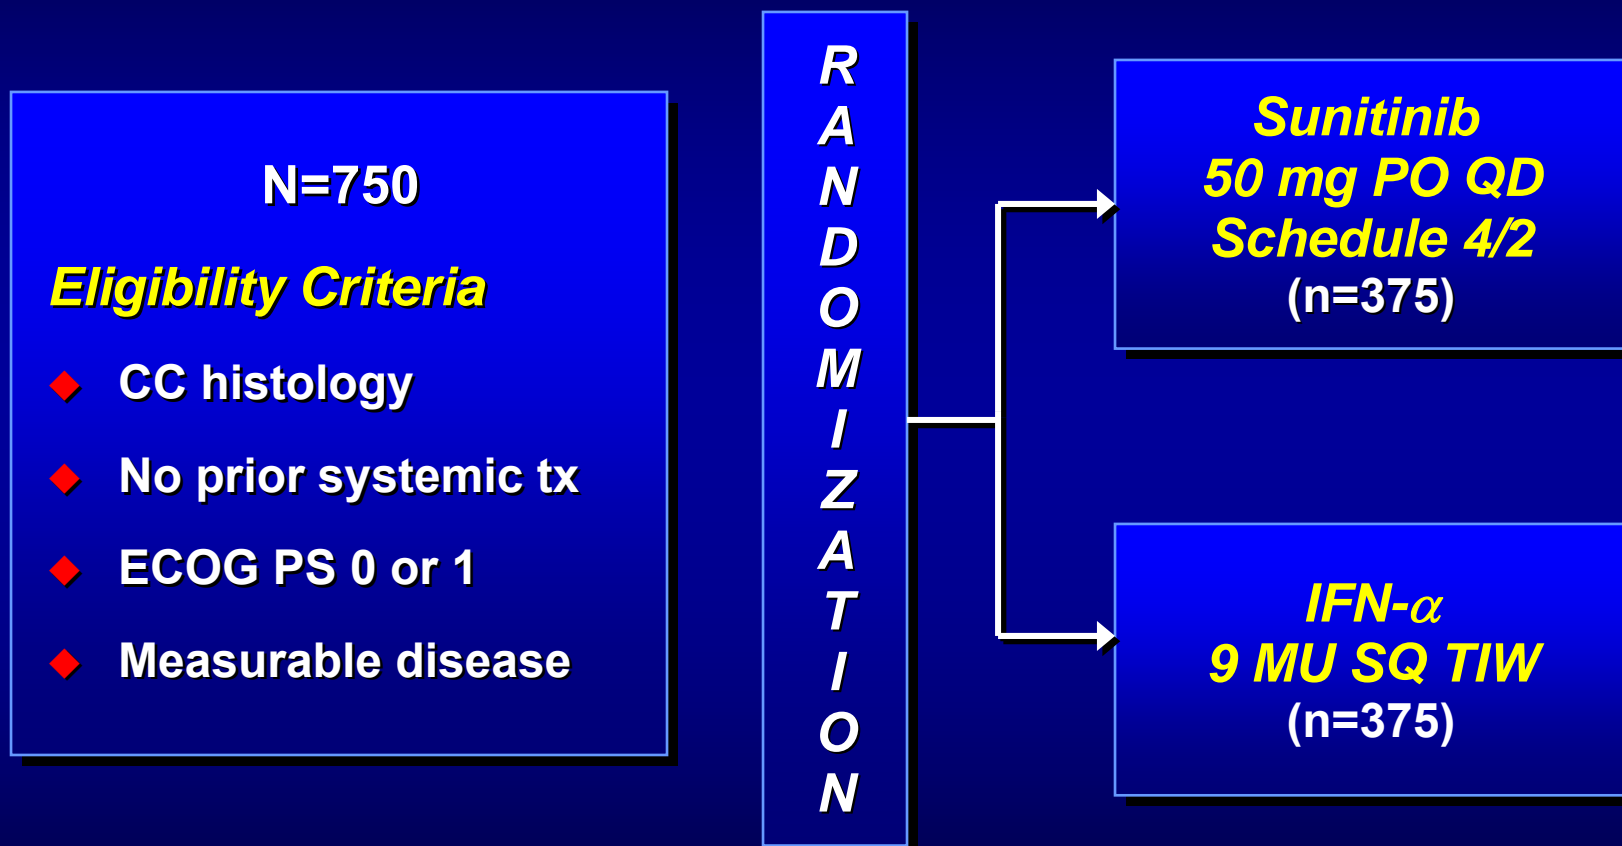 N=750
Eligibility Criteria
CC histology
No prior systemic tx
ECOG PS 0 or 1
Measurable disease
R
A
N
D
O
M
I
Z
A
T
I
O
N
Sunitinib
50 mg PO QD
Schedule 4/2
(n=375)
IFN-α
9 MU SQ TIW
(n=375)